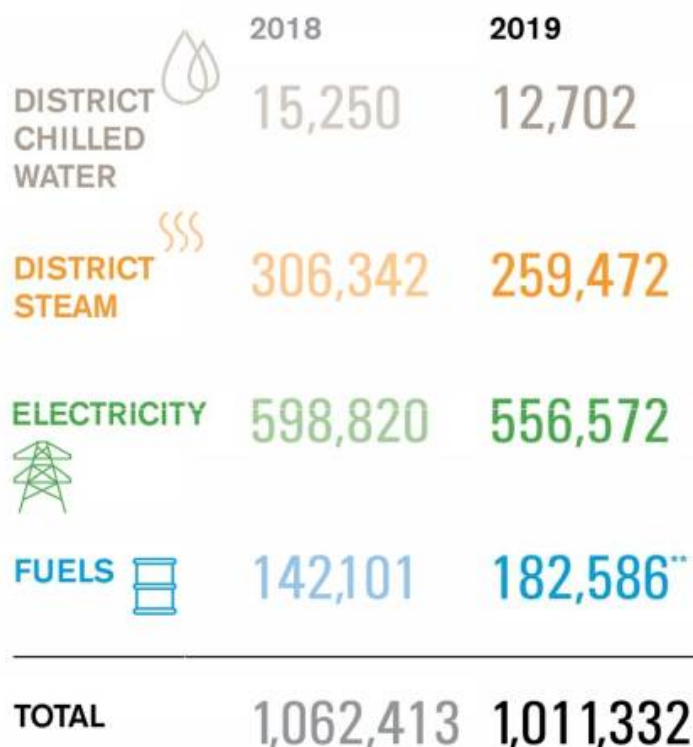 2018 2019
DISTRICT
CHILLED
WATER
15,250 12,702
DISTRICT
STEAM
306,342 259,472
ELECTRICITY 598,820 556,572
FUELS 142,101 182,586**
TOTAL 1,062,413 1,011,332